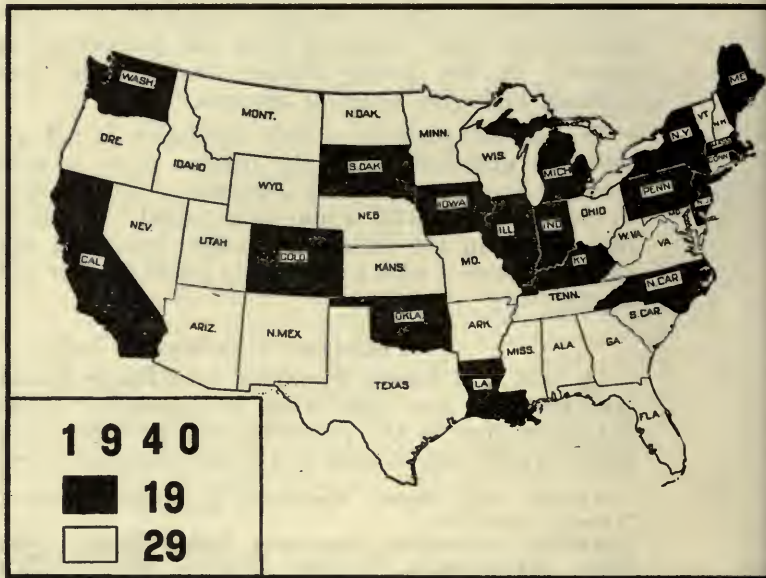 WASH.
MONT.
N.DAK.
MINN.
ORE.
IDAHO
S.DAK
WIS.
MICH
N.Y.
VT
N.H.
ME
MASS
CONN
WYO.
IOWA
NEB
NEV.
UTAH
COLO.
CAL
KANS.
MO.
ILL
IND
OHIO
PENN
N.J.
MD.
W.VA.
VA.
KY
N.CAR.
TENN.
S.CAR.
ARIZ.
N.MEX.
OKLA.
ARK.
MISS.
ALA.
GA.
TEXAS
LA
FLA.
1940
19
29